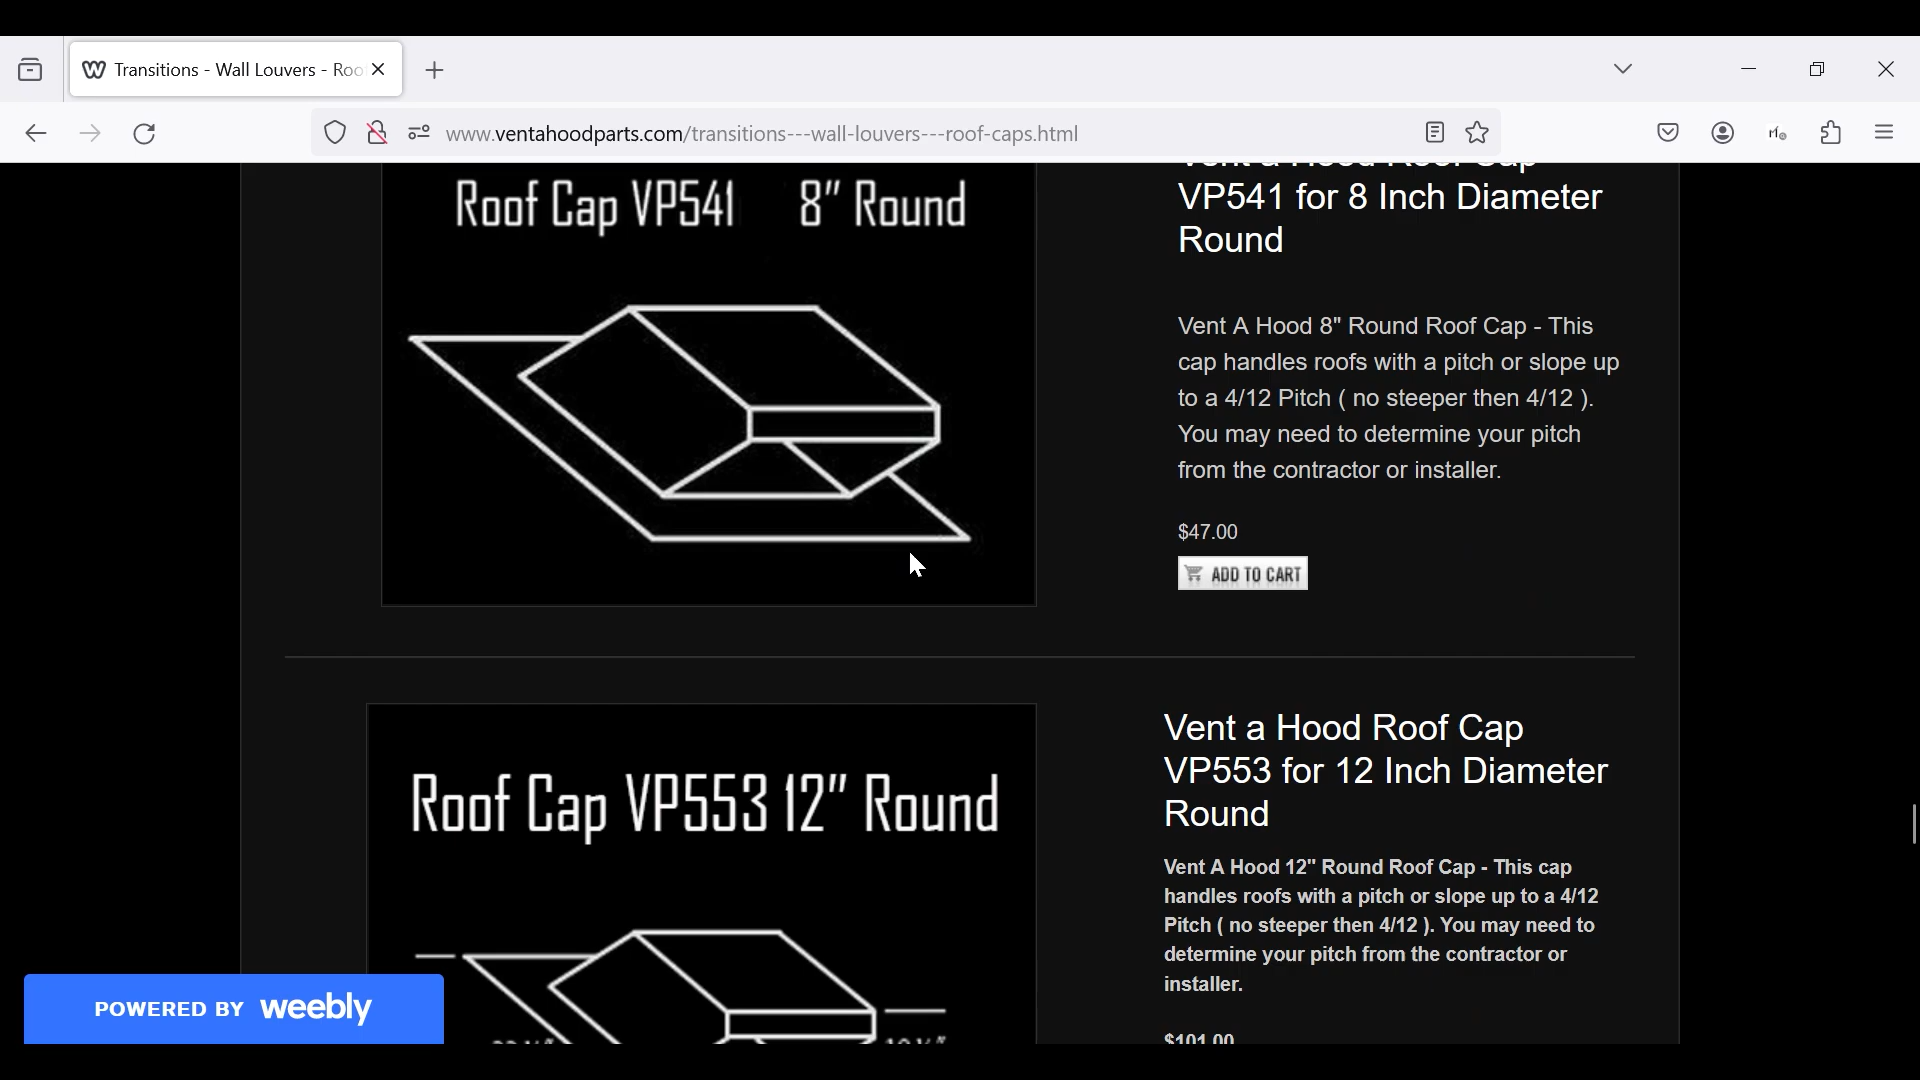 Transitions - Wall Louvers - Roo
www.ventahoodparts.com/transitions---wall-louvers---roof-caps.html
Roof Cap VP541 8" Round
Vent a Hood Roof Cap
VP541 for 8 Inch Diameter
Round
Vent A Hood 8" Round Roof Cap - This
cap handles roofs with a pitch or slope up
to a 4/12 Pitch ( no steeper then 4/12 ).
You may need to determine your pitch
from the contractor or installer.
$47.00
ADD TO CART
Roof Cap VP553 12" Round
Vent a Hood Roof Cap
VP553 for 12 Inch Diameter
Round
Vent A Hood 12" Round Roof Cap - This cap
handles roofs with a pitch or slope up to a 4/12
Pitch ( no steeper then 4/12 ). You may need to
determine your pitch from the contractor or
installer.
$101.00
POWERED BY weebly